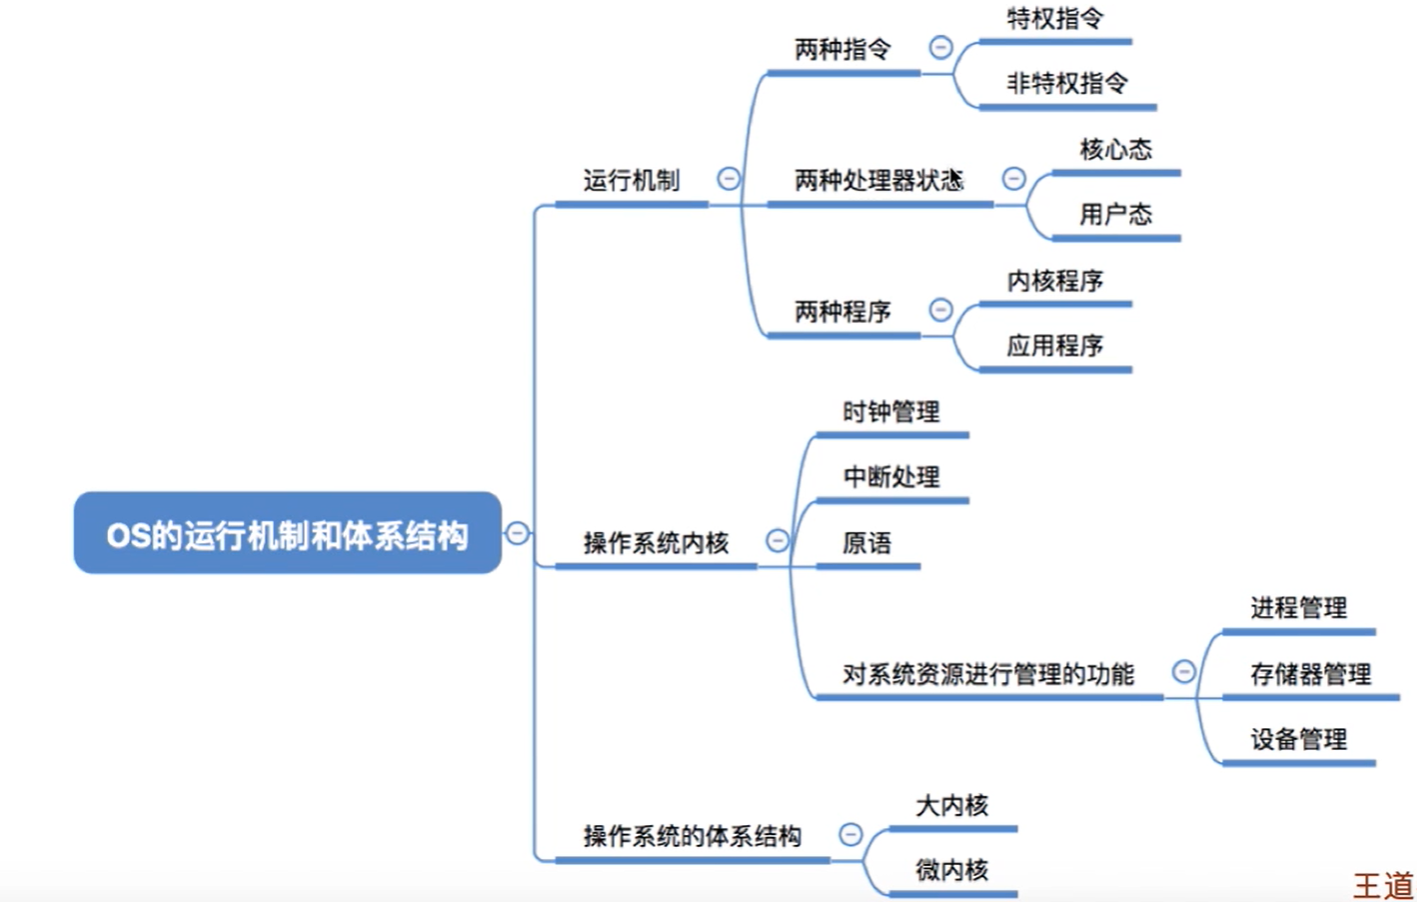 OS的运行机制和体系结构
运行机制
两种指令
特权指令
非特权指令
两种处理器状态
核心态
用户态
两种程序
内核程序
应用程序
操作系统内核
时钟管理
中断处理
原语
对系统资源进行管理的功能
进程管理
存储器管理
设备管理
操作系统的体系结构
大内核
微内核
王道